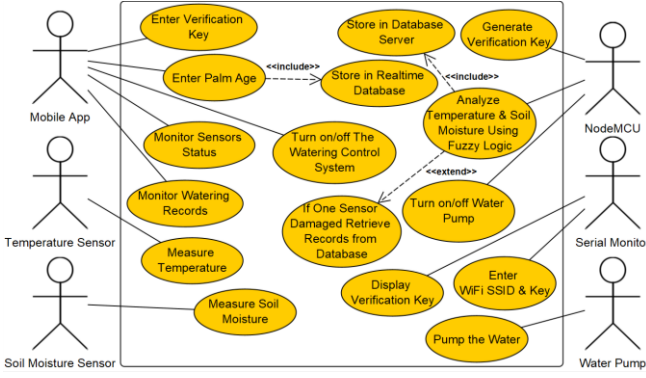 Enter Verification
Key
Store in Database
Server
Generate
Verification Key
<<include>>
Enter Palm Age
Store in Realtime
Database
<<include>>
Mobile App
Analyze
Temperature & Soil
Moisture Using
Fuzzy Logic
NodeMCU
Monitor Sensors
Status
Turn on/off The
Watering Control
System
<<extend>>
Monitor Watering
Records
If One Sensor
Damaged Retrieve
Records from
Database
Turn on/off Water
Pump
Temperature Sensor
Serial Monito
Measure
Temperature
Display
Verification Key
Enter
WiFi SSID & Key
Measure Soil
Moisture
Pump the Water
Soil Moisture Sensor
Water Pump